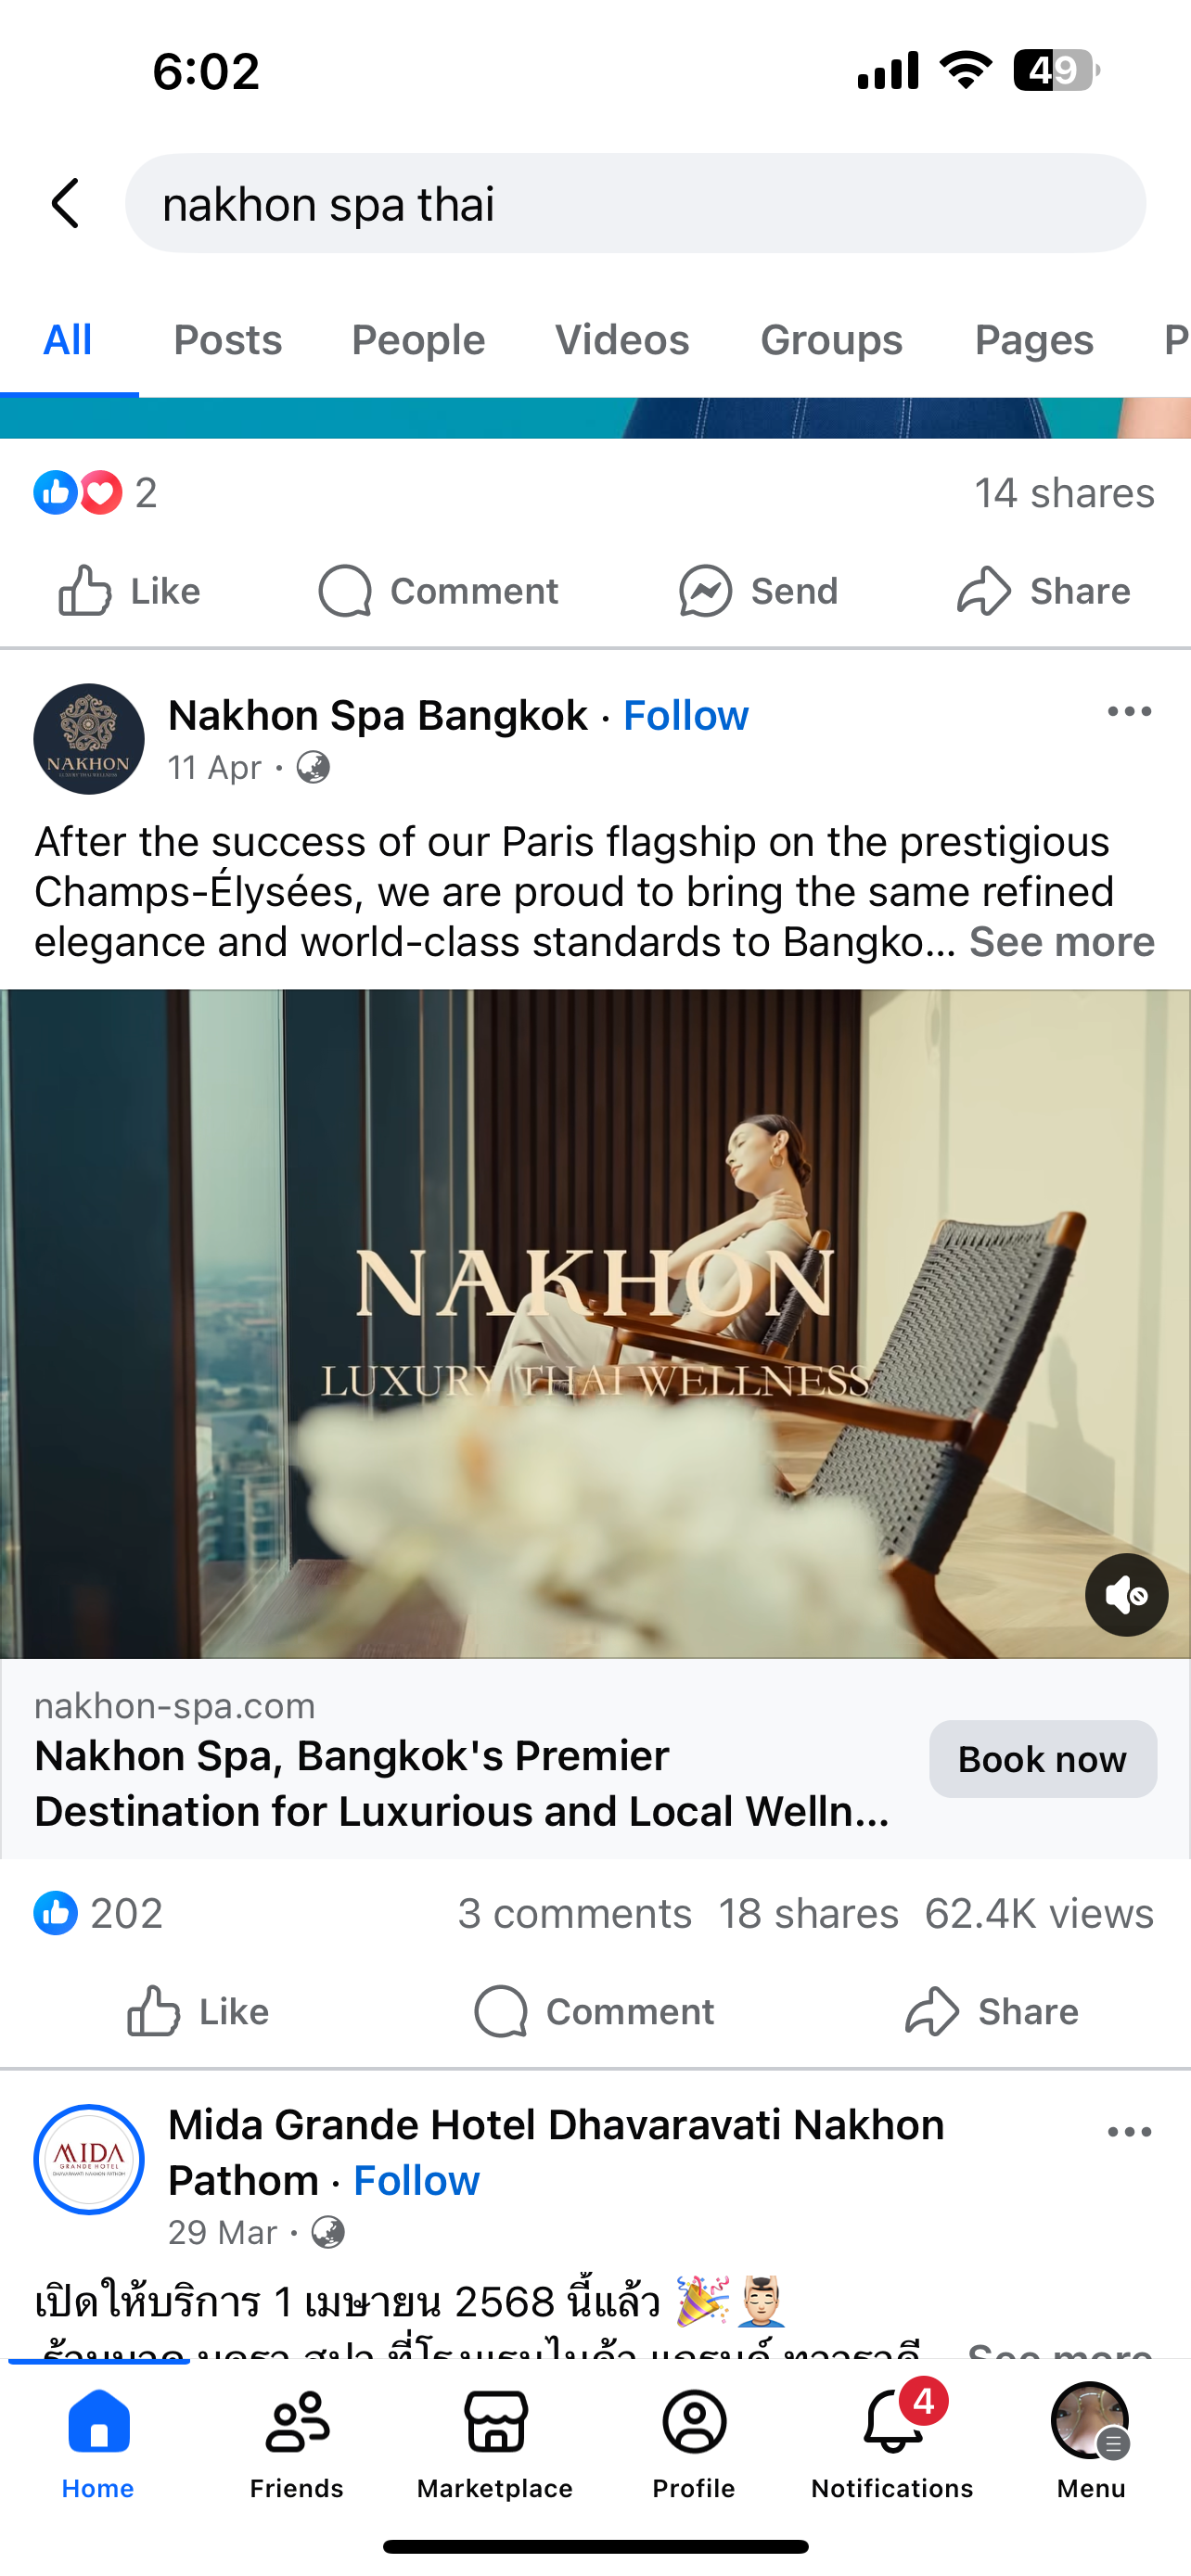 6:02
49
nakhon spa thai
All Posts People Videos Groups Pages P
2 14 shares
Like Comment Send Share
NAKHON
Nakhon Spa Bangkok · Follow
11 Apr ·
After the success of our Paris flagship on the prestigious
Champs-Élysées, we are proud to bring the same refined
elegance and world-class standards to Bangko... See more
NAKHON
LUXURY THAI WELLNESS
nakhon-spa.com
Nakhon Spa, Bangkok's Premier
Destination for Luxurious and Local Welln...
Book now
202 3 comments 18 shares 62.4K views
Like Comment Share
MIDA
GRANDE HOTEL
Mida Grande Hotel Dhavaravati Nakhon
Pathom · Follow
29 Mar ·
เปิดให้บริการ 1 เมษายน 2568 นี้แล้ว 🎉💆🏻‍♂️
See more
4
Home Friends Marketplace Profile Notifications Menu